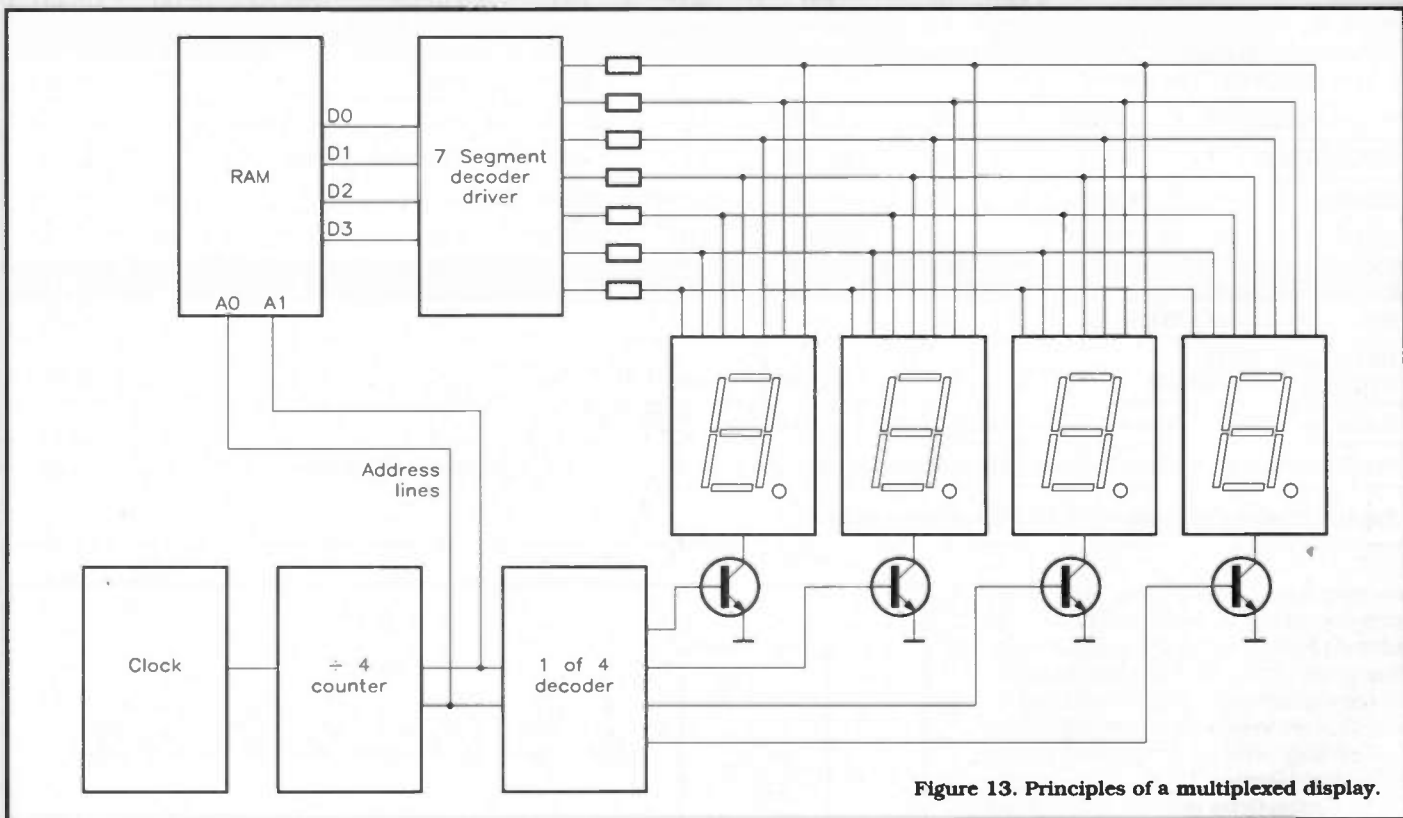 RAM
D0
D1
D2
D3
A0 A1
7 Segment
decoder
driver
Address
lines
Clock
÷ 4
counter
1 of 4
decoder
Figure 13. Principles of a multiplexed display.